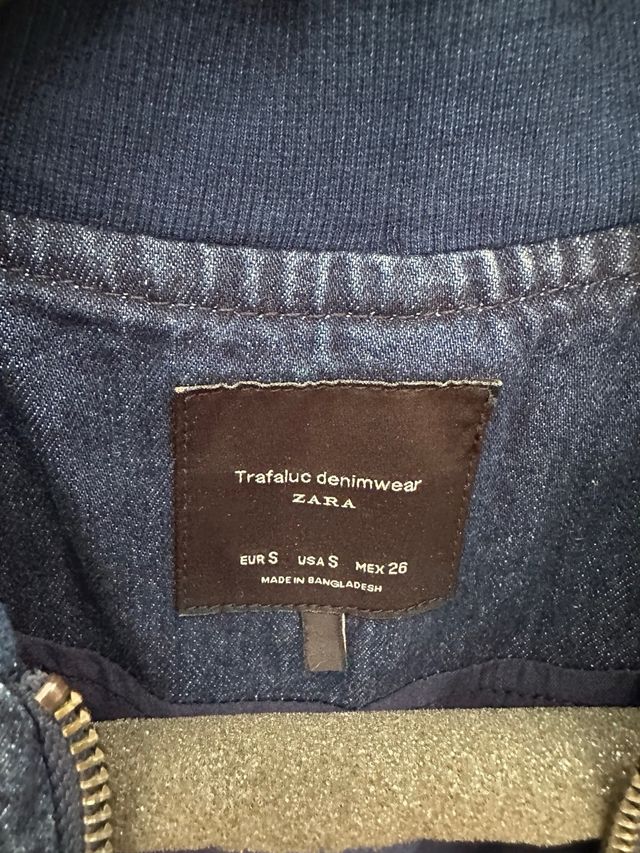 Trafaluc denimwear
ZARA
EUR S USA S MEX 26
MADE IN BANGLADESH